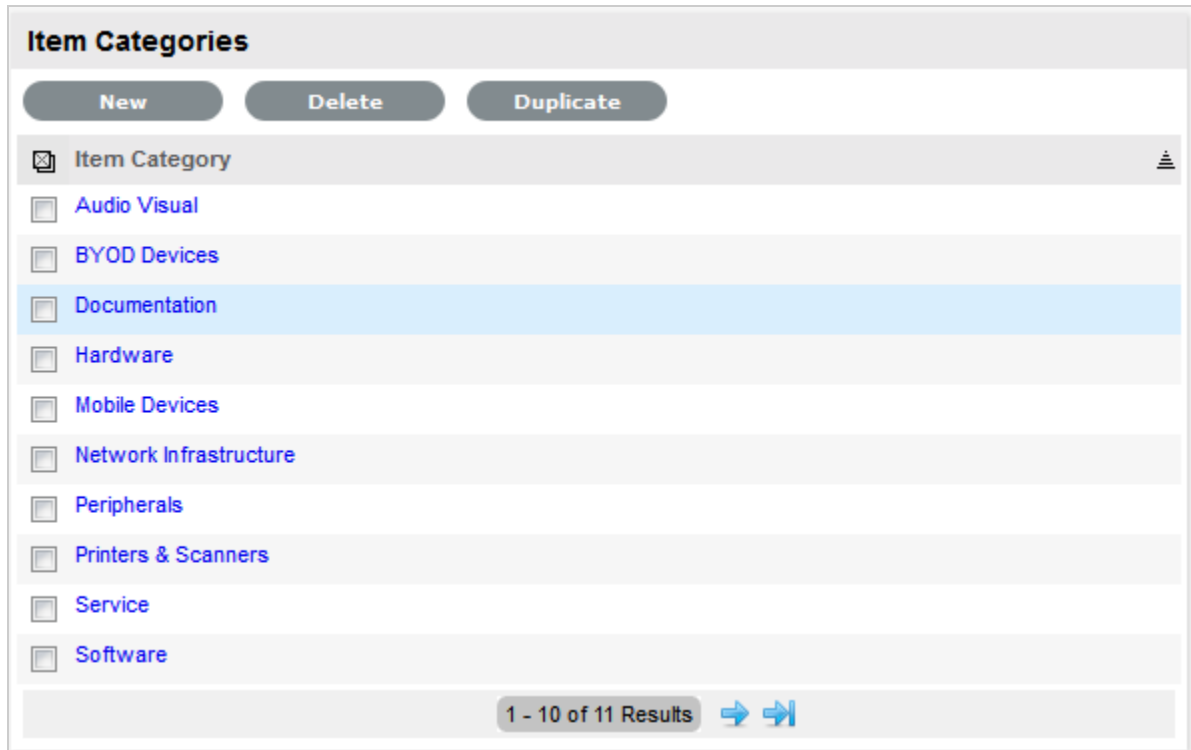 Item Categories
New Delete Duplicate
Item Category
Audio Visual
BYOD Devices
Documentation
Hardware
Mobile Devices
Network Infrastructure
Peripherals
Printers & Scanners
Service
Software
1 - 10 of 11 Results